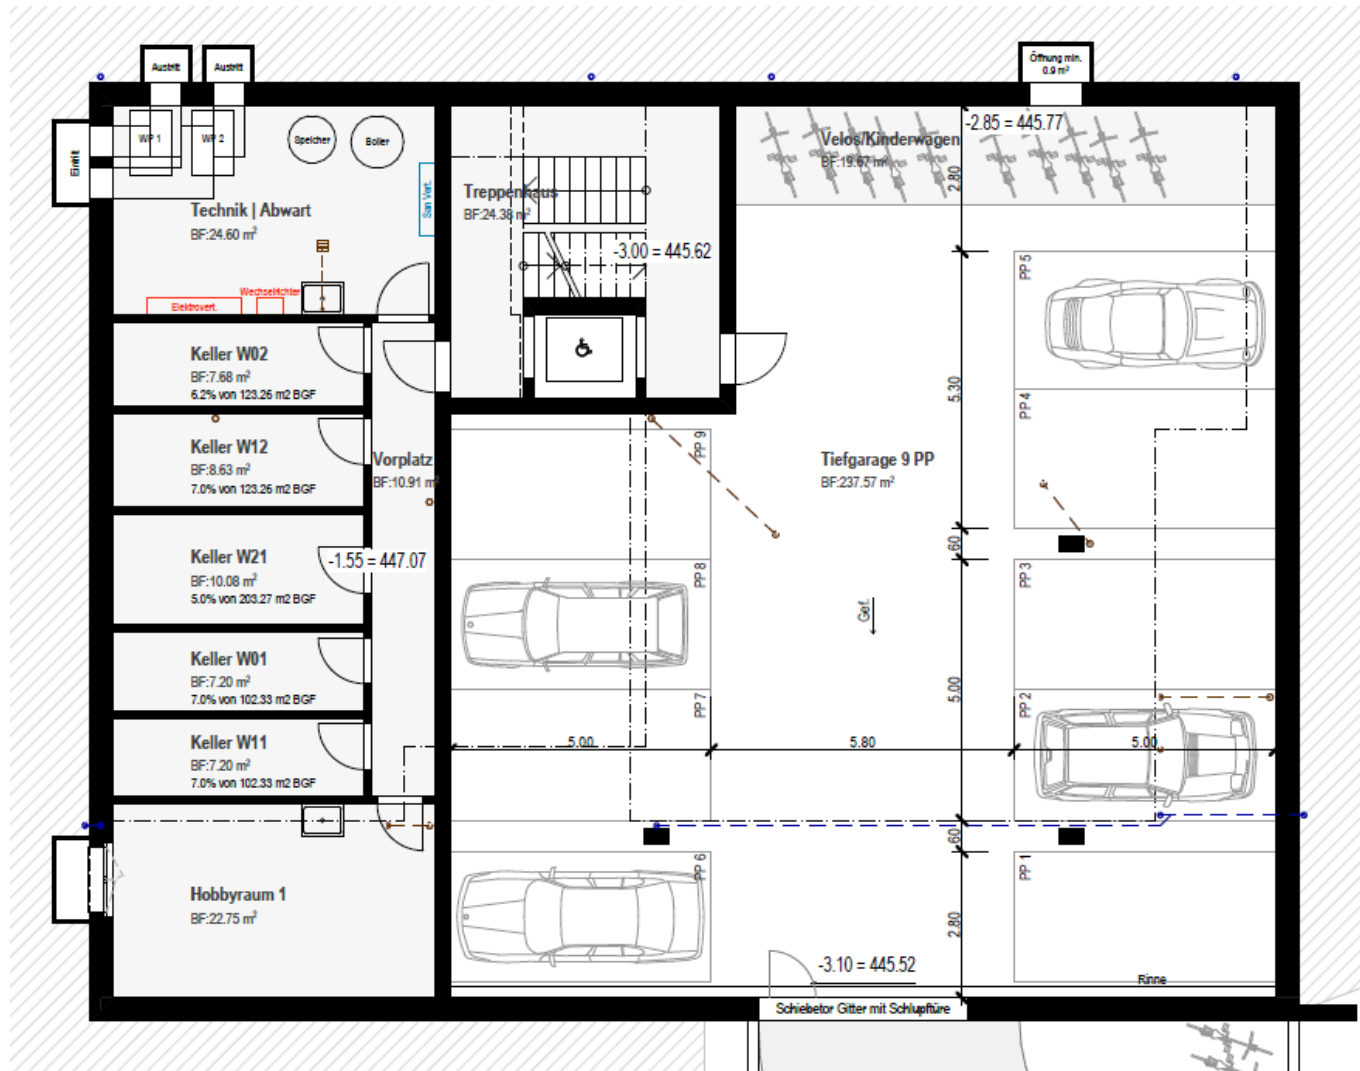 Austritt
Austritt
Öffnung min.
0.9 m²
Eintritt
WP 1
WP 2
Speicher
Boiler
San Vert.
Technik | Abwart
BF:24.60 m²
Wechselrichter
Elektrovert.
Treppenhaus
BF:24.38 m²
-3.00 = 445.62
Velos/Kinderwagen
BF:19.67 m²
-2.85 = 445.77
2.80
PP 5
Keller W02
BF:7.68 m²
6.2% von 123.26 m2 BGF
5.30
PP 4
Keller W12
BF:8.63 m²
7.0% von 123.26 m2 BGF
Vorplatz
BF:10.91 m²
PP 9
Tiefgarage 9 PP
BF:237.57 m²
Keller W21
BF:10.08 m²
5.0% von 203.27 m2 BGF
-1.55 = 447.07
60
PP 8
PP 3
Gef.
Keller W01
BF:7.20 m²
7.0% von 102.33 m2 BGF
PP 7
5.00
PP 2
Keller W11
BF:7.20 m²
7.0% von 102.33 m2 BGF
5.00
5.80
5.00
60
PP 6
PP 1
Hobbyraum 1
BF:22.75 m²
2.80
-3.10 = 445.52
Rinne
Schiebetor Gitter mit Schlupftüre